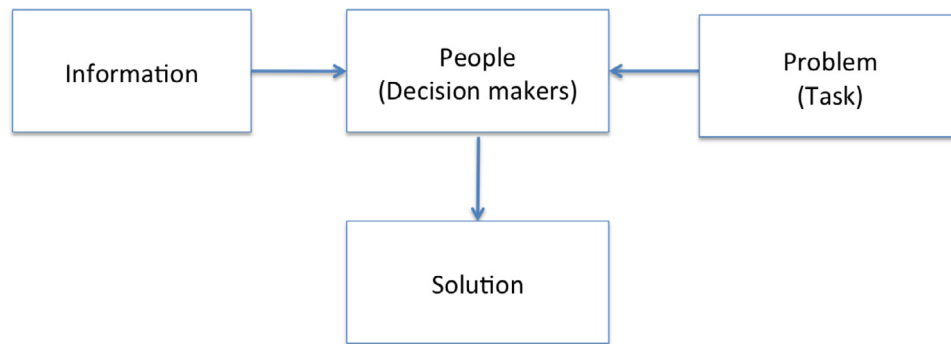 Information
People
(Decision makers)
Problem
(Task)
Solution